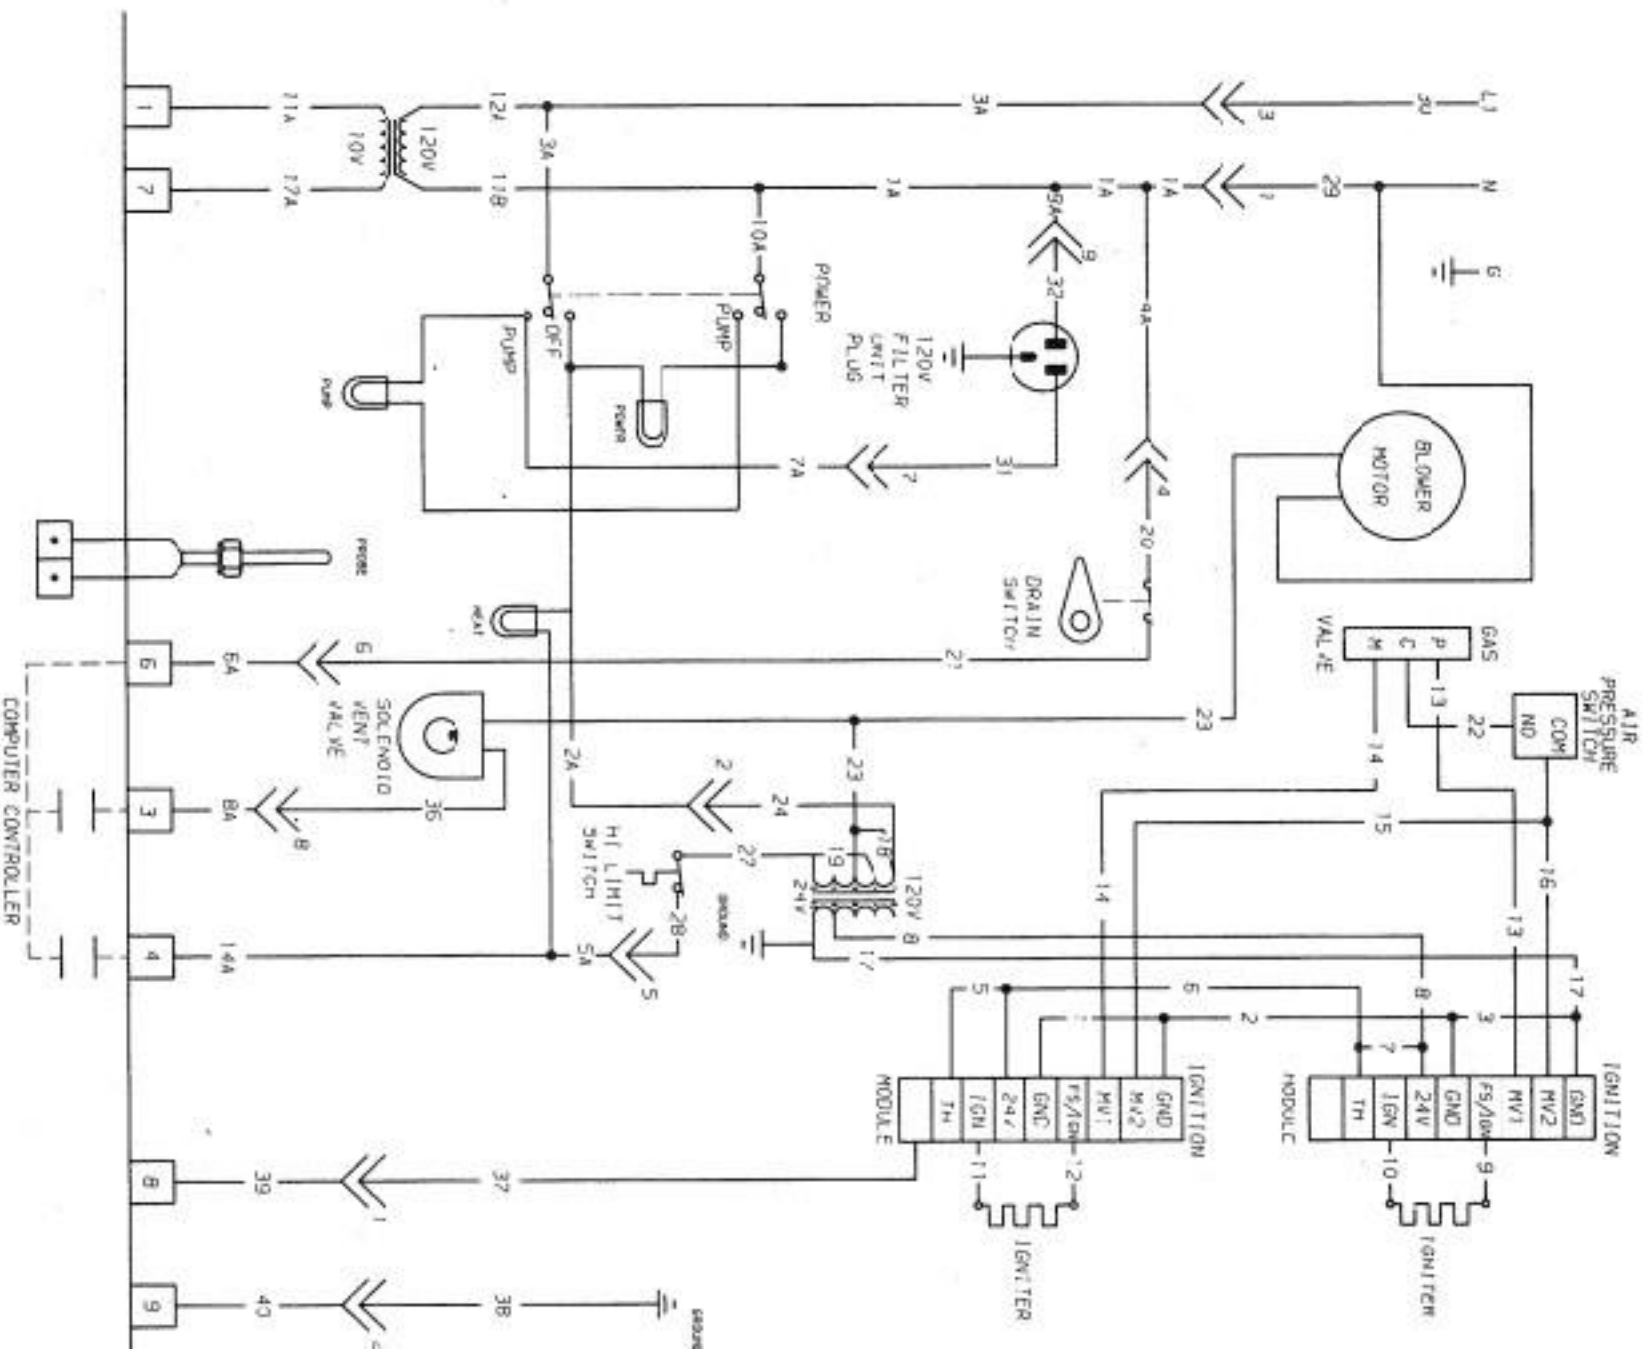 L1
30
3
3A
12A
11A
1
3A
120V
10V
N
29
1
1A
1A
1A
11B
17A
7
G
9A
9
32
10A
4A
POWER
120V
FILTER
UNIT
PLUG
PUMP
OFF
PUMP
PUMP
POWER
BLOWER
MOTOR
31
7
7A
4
20
DRAIN
SWITCH
PROBE
HEAT
21
6
6A
6
GAS
VALVE
P
C
M
AIR
PRESSURE
SWITCH
COM
NO
22
13
14
23
23
SOLENOID
VENT
VALVE
2A
2
24
36
8
8A
3
COMPUTER CONTROLLER
15
16
18
19
27
HI LIMIT
SWITCH
120V
24V
14
13
28
GROUND
8
17
5A
5
14A
4
17
8
5
6
2
3
7
IGNITION
MODULE
GND
MV2
MV1
FS/IGN
GND
24V
IGN
TH
IGNITION
MODULE
GND
MV2
MV1
FS/IGN
GND
24V
IGN
TH
9
10
IGNITER
12
11
IGNITER
37
1
39
8
GROUND
38
40
9